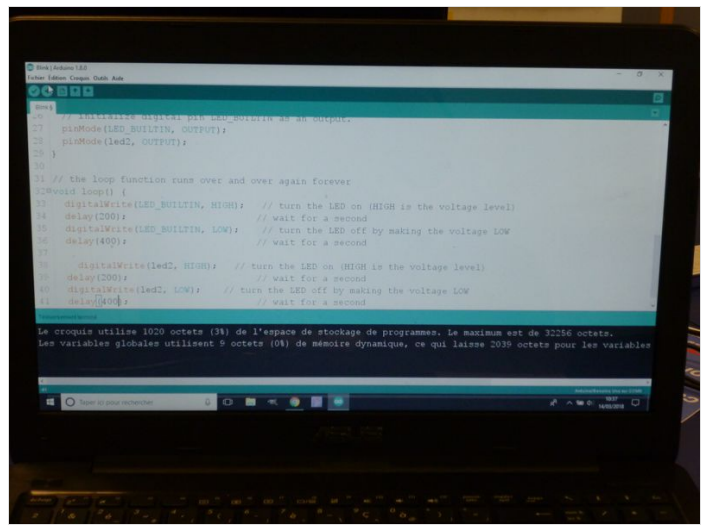 Blink | Arduino 1.8.0
Fichier Édition Croquis Outils Aide
Blink §
26 // initialize digital pin LED_BUILTIN as an output.
27 pinMode(LED_BUILTIN, OUTPUT);
28 pinMode(led2, OUTPUT);
29 }
30
31 // the loop function runs over and over again forever
32 void loop() {
33 digitalWrite(LED_BUILTIN, HIGH); // turn the LED on (HIGH is the voltage level)
34 delay(200); // wait for a second
35 digitalWrite(LED_BUILTIN, LOW); // turn the LED off by making the voltage LOW
36 delay(400); // wait for a second
37
38 digitalWrite(led2, HIGH); // turn the LED on (HIGH is the voltage level)
39 delay(200); // wait for a second
40 digitalWrite(led2, LOW); // turn the LED off by making the voltage LOW
41 delay(400); // wait for a second
Le croquis utilise 1020 octets (3%) de l'espace de stockage de programmes. Le maximum est de 32256 octets.
Les variables globales utilisent 9 octets (0%) de mémoire dynamique, ce qui laisse 2039 octets pour les variables
Taper ici pour rechercher
14/05/2018